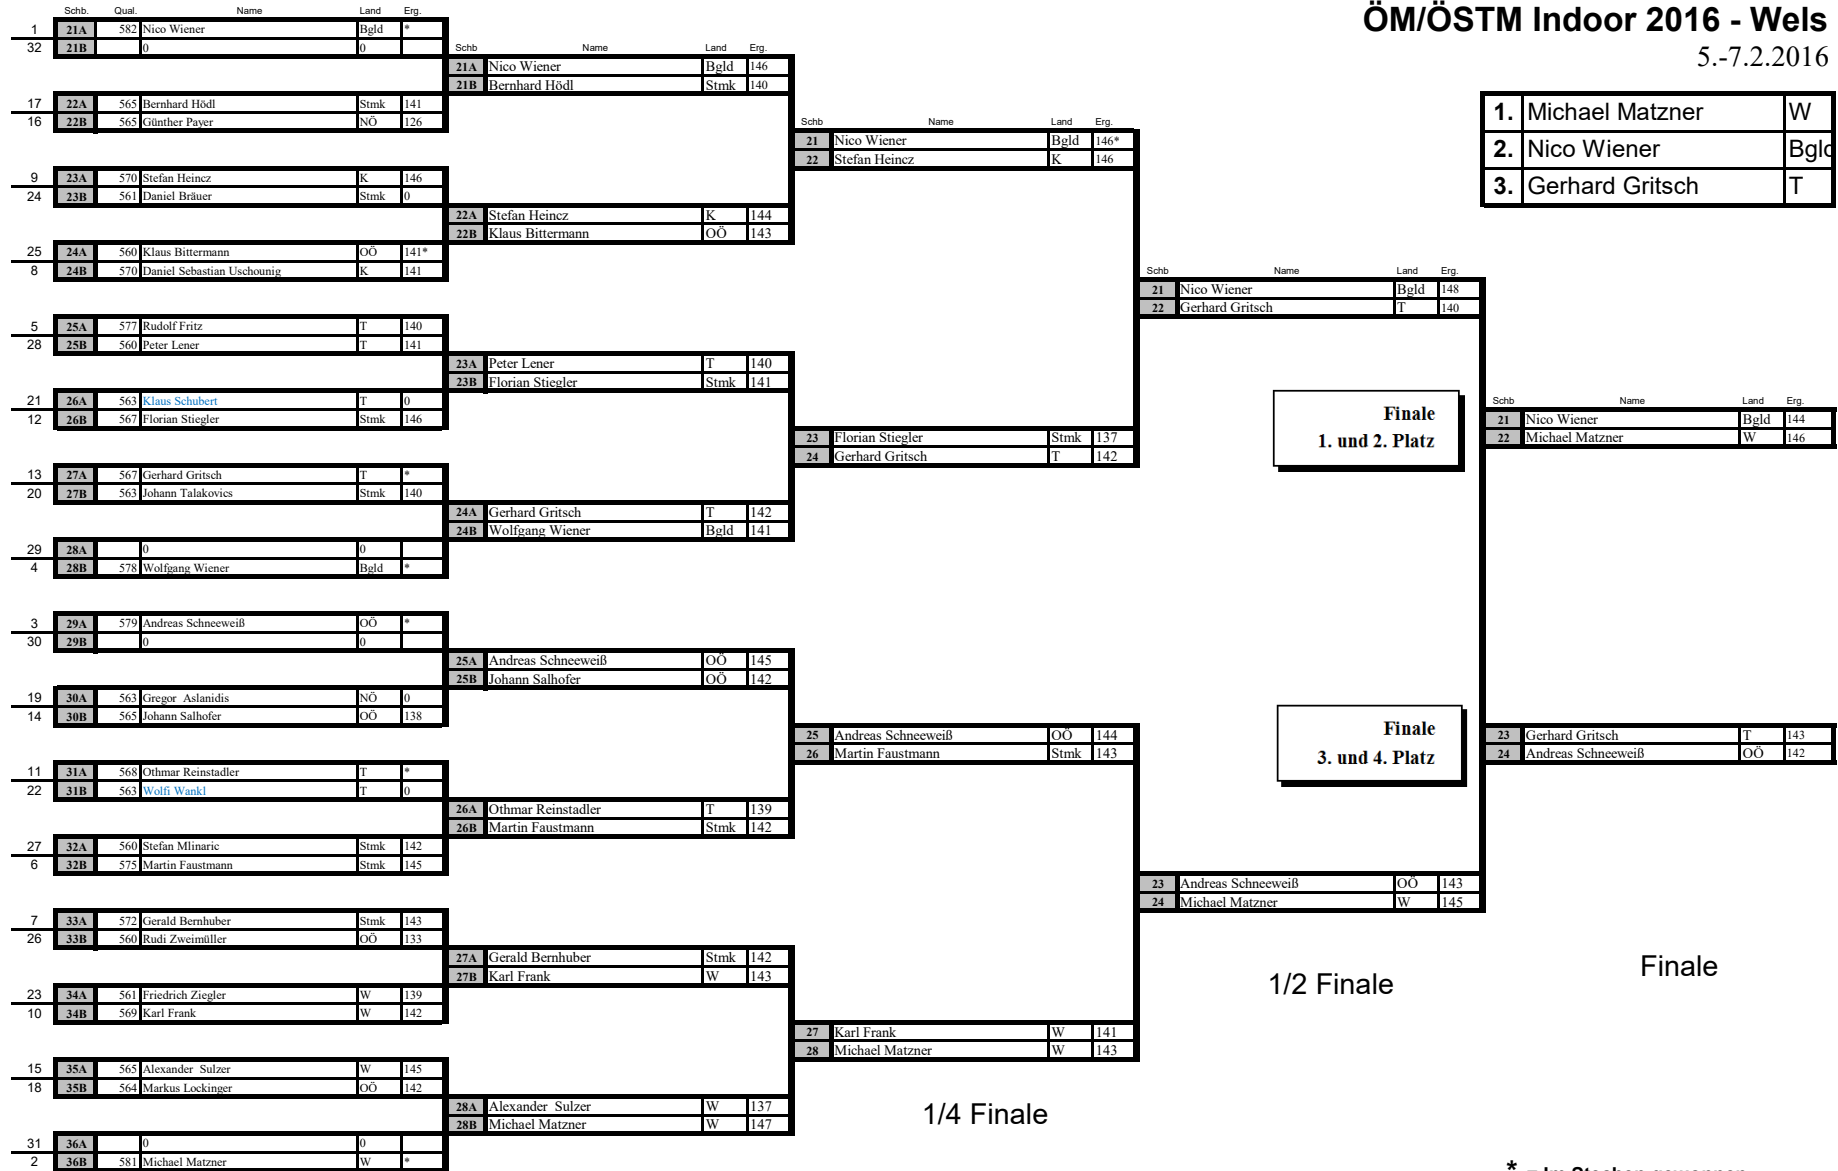 ÖM/ÖSTM Indoor 2016 - Wels
5.-7.2.2016
1. Michael Matzner W
2. Nico Wiener Bgld
3. Gerhard Gritsch T
Schb. Qual. Name Land Erg.
1 21A 582 Nico Wiener Bgld *
32 21B 0 0
17 22A 565 Bernhard Hödl Stmk 141
16 22B 565 Günther Payer NÖ 126
9 23A 570 Stefan Heincz K 146
24 23B 561 Daniel Bräuer Stmk 0
25 24A 560 Klaus Bittermann OÖ 141*
8 24B 570 Daniel Sebastian Uschounig K 141
5 25A 577 Rudolf Fritz T 140
28 25B 560 Peter Lener T 141
21 26A 563 Klaus Schubert T 0
12 26B 567 Florian Stiegler Stmk 146
13 27A 567 Gerhard Gritsch T *
20 27B 563 Johann Talakovics Stmk 140
29 28A 0 0
4 28B 578 Wolfgang Wiener Bgld *
3 29A 579 Andreas Schneeweiß OÖ *
30 29B 0 0
19 30A 563 Gregor Aslanidis NÖ 0
14 30B 565 Johann Salhofer OÖ 138
11 31A 568 Othmar Reinstadler T *
22 31B 563 Wolfi Wankl T 0
27 32A 560 Stefan Mlinaric Stmk 142
6 32B 575 Martin Faustmann Stmk 145
7 33A 572 Gerald Bernhuber Stmk 143
26 33B 560 Rudi Zweimüller OÖ 133
23 34A 561 Friedrich Ziegler W 139
10 34B 569 Karl Frank W 142
15 35A 565 Alexander Sulzer W 145
18 35B 564 Markus Lockinger OÖ 142
31 36A 0 0
2 36B 581 Michael Matzner W *
Schb Name Land Erg.
21A Nico Wiener Bgld 146
21B Bernhard Hödl Stmk 140
22A Stefan Heincz K 144
22B Klaus Bittermann OÖ 143
23A Peter Lener T 140
23B Florian Stiegler Stmk 141
24A Gerhard Gritsch T 142
24B Wolfgang Wiener Bgld 141
25A Andreas Schneeweiß OÖ 145
25B Johann Salhofer OÖ 142
26A Othmar Reinstadler T 139
26B Martin Faustmann Stmk 142
27A Gerald Bernhuber Stmk 142
27B Karl Frank W 143
28A Alexander Sulzer W 137
28B Michael Matzner W 147
Schb Name Land Erg.
21 Nico Wiener Bgld 146*
22 Stefan Heincz K 146
23 Florian Stiegler Stmk 137
24 Gerhard Gritsch T 142
25 Andreas Schneeweiß OÖ 144
26 Martin Faustmann Stmk 143
27 Karl Frank W 141
28 Michael Matzner W 143
1/4 Finale
Schb Name Land Erg.
21 Nico Wiener Bgld 148
22 Gerhard Gritsch T 140
23 Andreas Schneeweiß OÖ 143
24 Michael Matzner W 145
1/2 Finale
Finale
1. und 2. Platz
Schb Name Land Erg.
21 Nico Wiener Bgld 144
22 Michael Matzner W 146
Finale
3. und 4. Platz
23 Gerhard Gritsch T 143
24 Andreas Schneeweiß OÖ 142
Finale
* = Im Stechen gewonnen